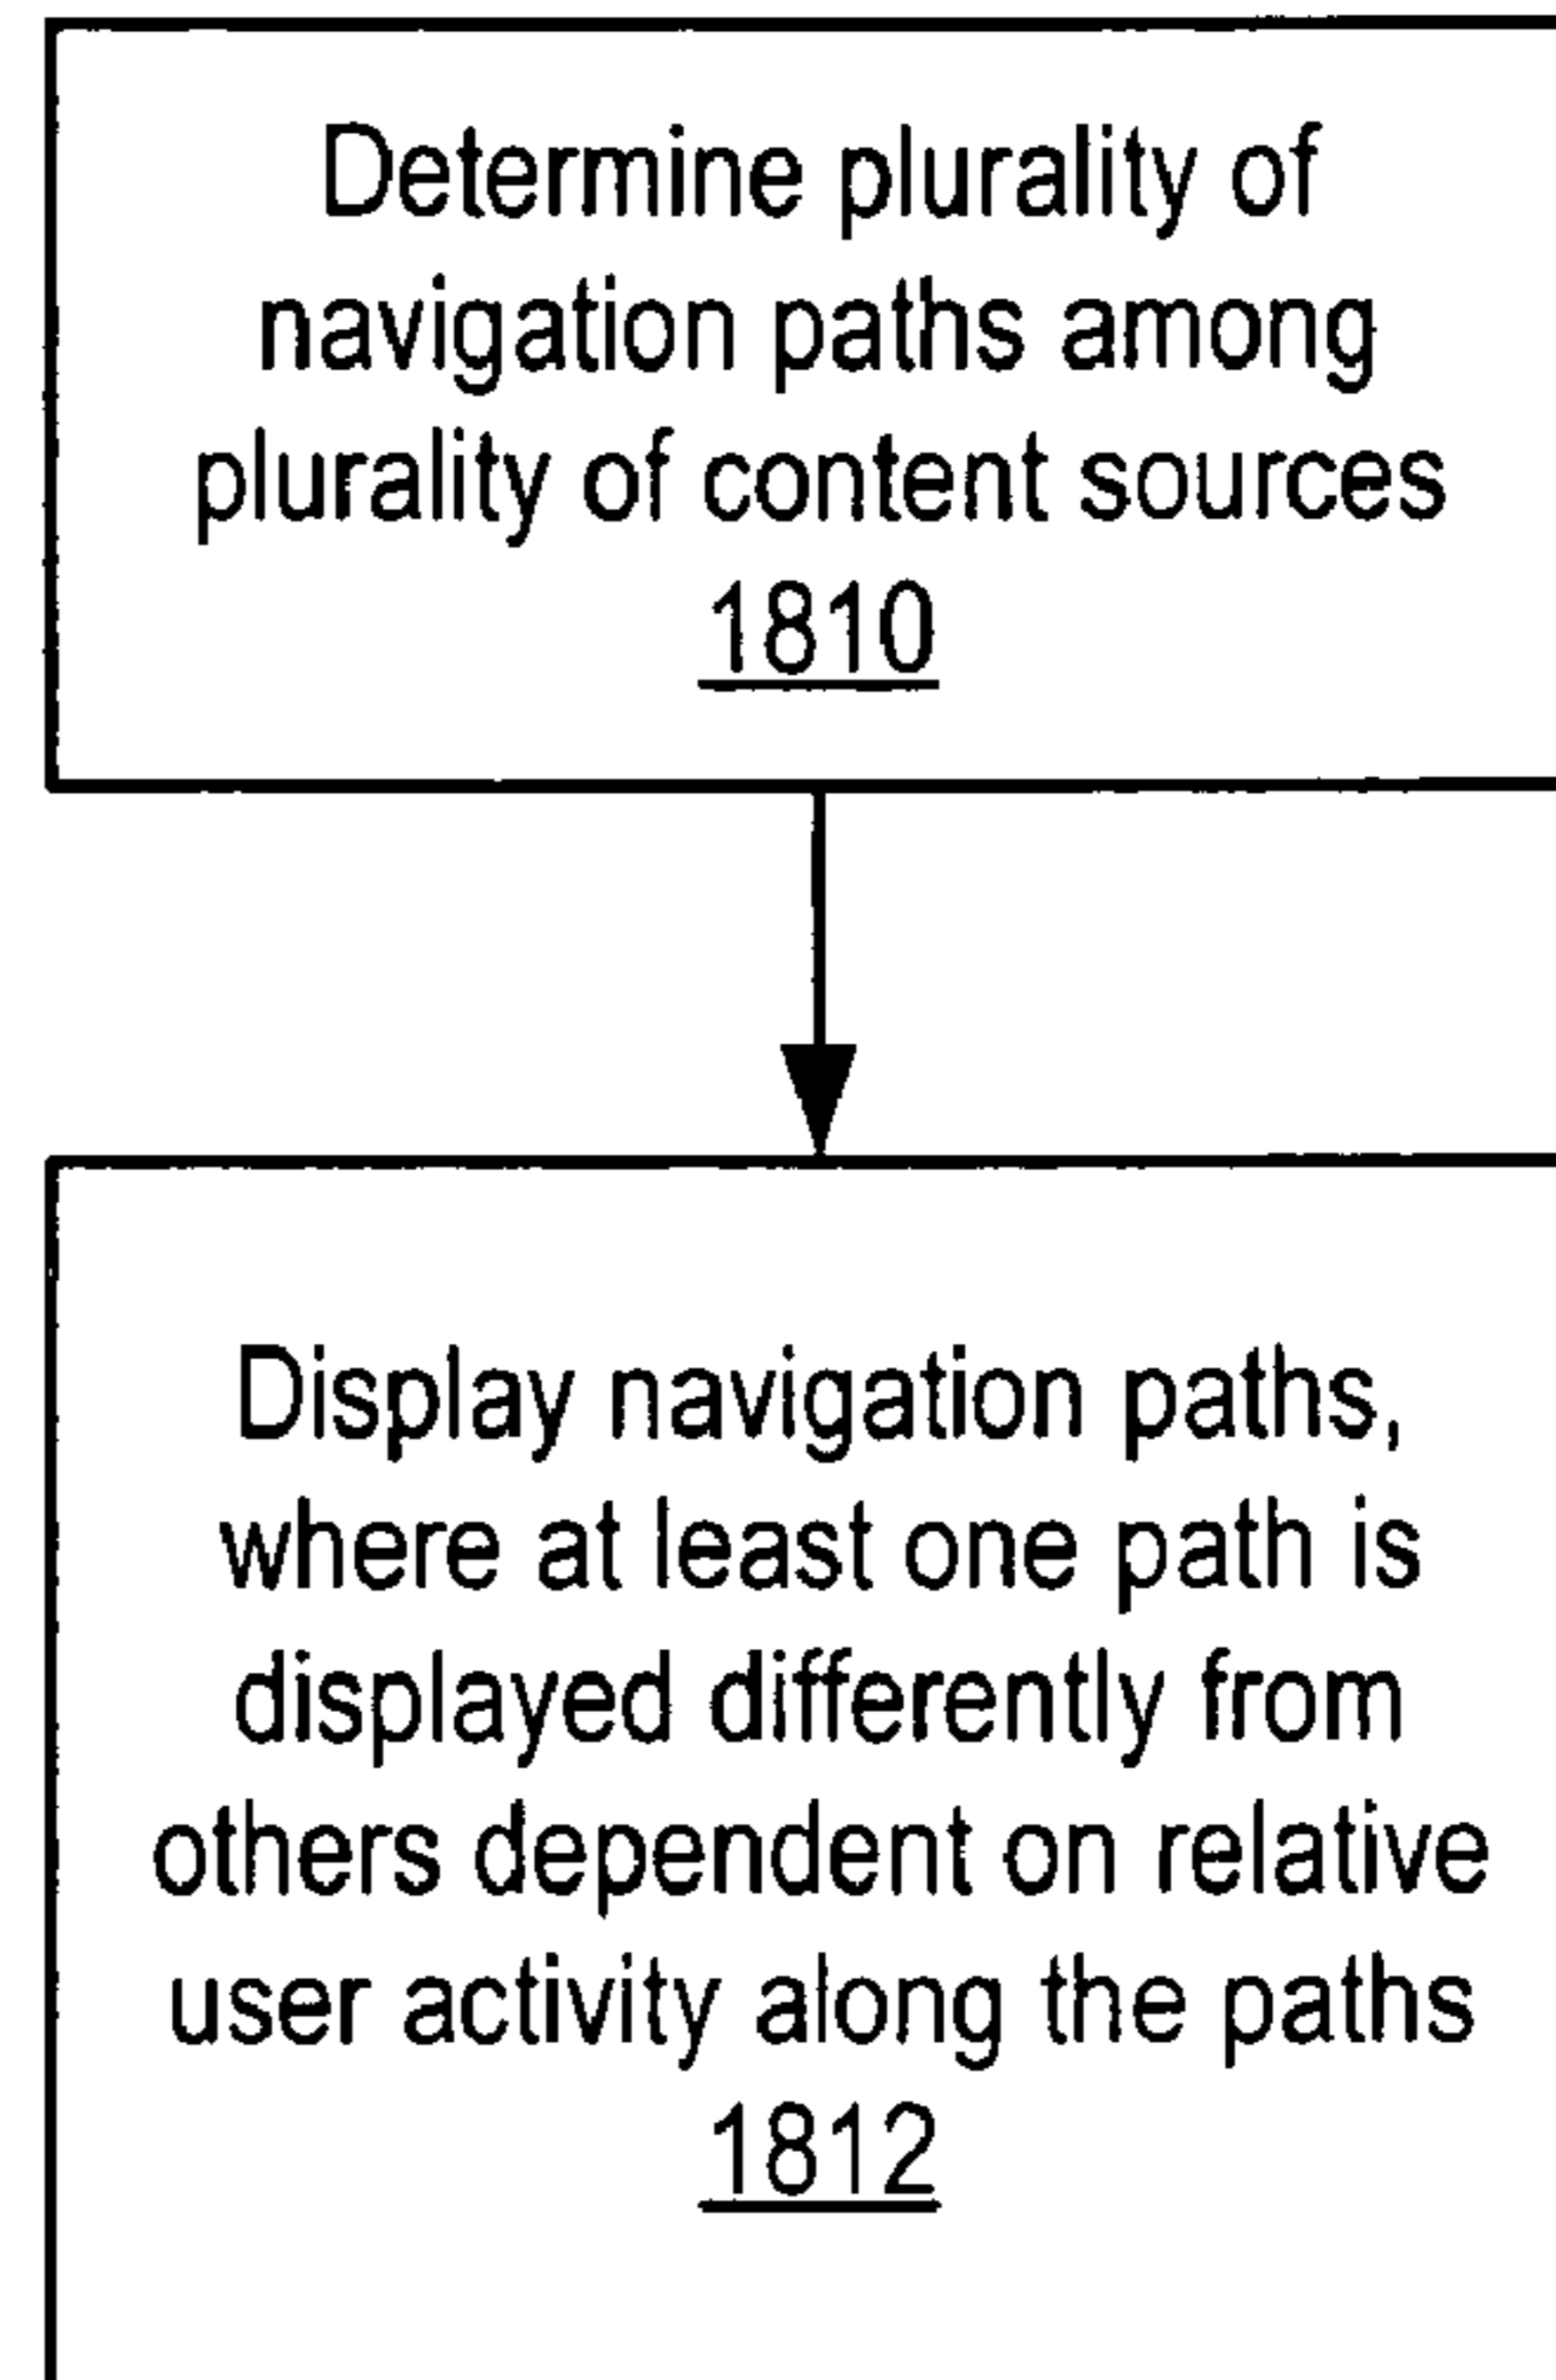 Determine plurality of
navigation paths among
plurality of content sources
1810
Display navigation paths,
where at least one path is
displayed differently from
others dependent on relative
user activity along the paths
1812